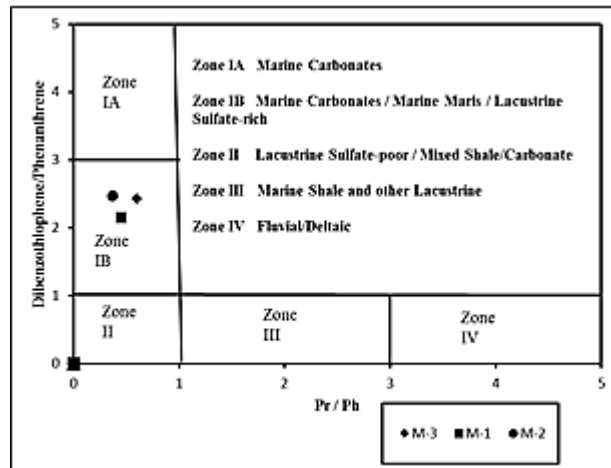 5
4
3
2
1
0
Dibenzothiophene/Phenanthrene
Zone
IA
Zone
IB
Zone
II
Zone
III
Zone
IV
Zone IA Marine Carbonates
Zone IB Marine Carbonates / Marine Marls / Lacustrine
Sulfate-rich
Zone II Lacustrine Sulfate-poor / Mixed Shale/Carbonate
Zone III Marine Shale and other Lacustrine
Zone IV Fluvial/Deltaic
0 1 2 3 4 5
Pr / Ph
M-3 M-1 M-2